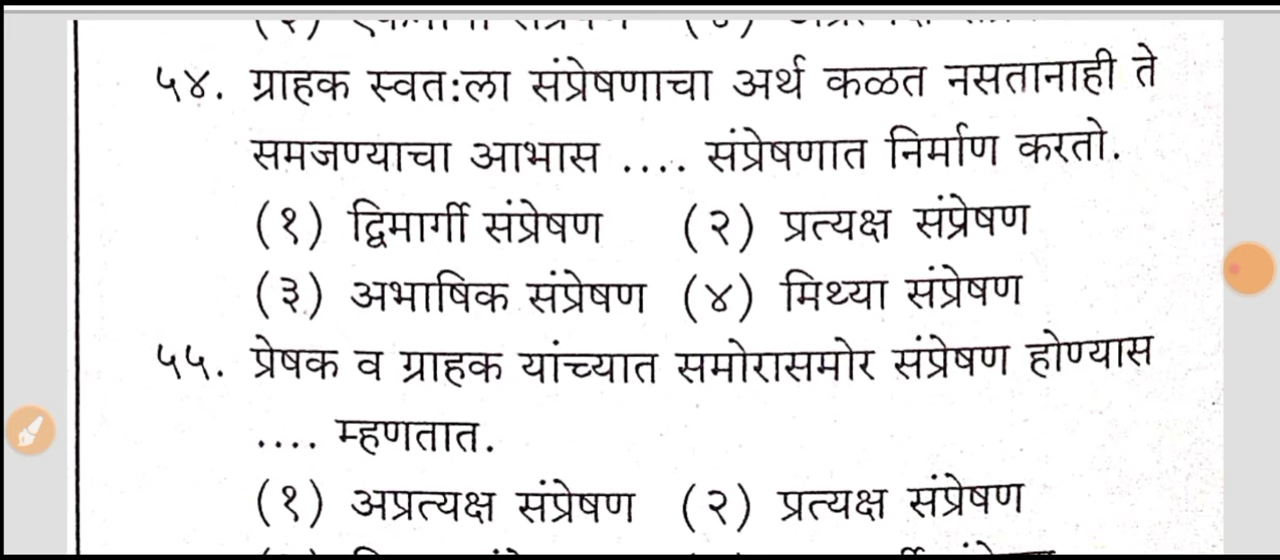 ५४. ग्राहक स्वत:ला संप्रेषणाचा अर्थ कळत नसतानाही ते
समजण्याचा आभास .... संप्रेषणात निर्माण करतो.
(१) द्विमार्गी संप्रेषण (२) प्रत्यक्ष संप्रेषण
(३) अभाषिक संप्रेषण (४) मिथ्या संप्रेषण
५५. प्रेषक व ग्राहक यांच्यात समोरासमोर संप्रेषण होण्यास
.... म्हणतात.
(१) अप्रत्यक्ष संप्रेषण (२) प्रत्यक्ष संप्रेषण